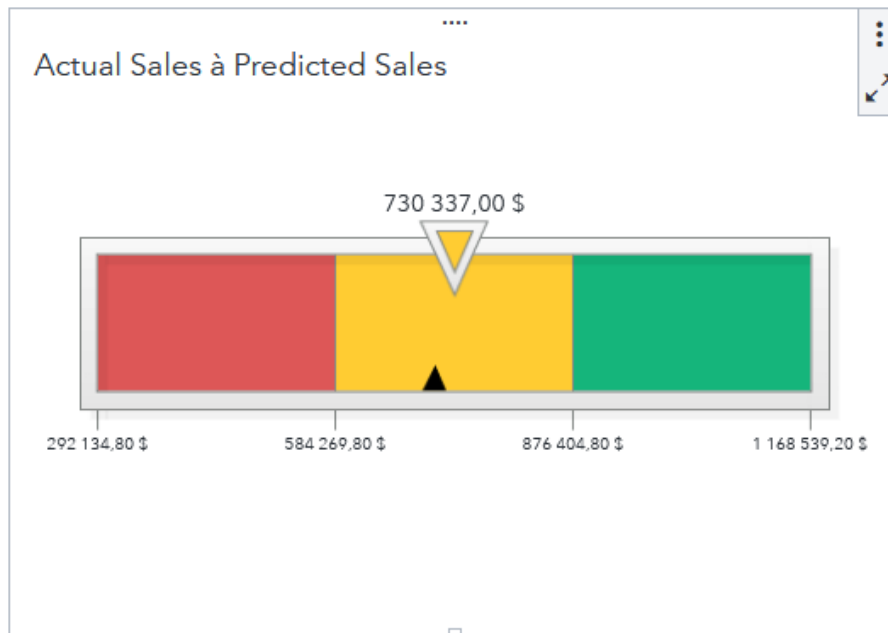 Actual Sales à Predicted Sales
730 337,00 $
292 134,80 $ 584 269,80 $ 876 404,80 $ 1 168 539,20 $